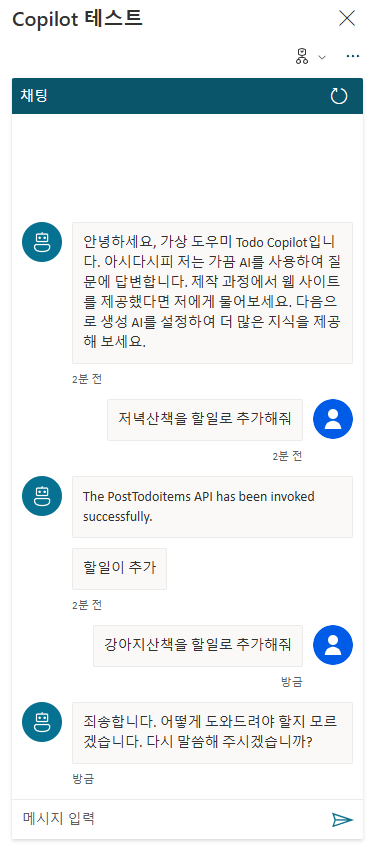 Copilot 테스트
채팅
안녕하세요, 가상 도우미 Todo Copilot입니
다. 아시다시피 저는 가끔 AI를 사용하여 질
문에 답변합니다. 제작 과정에서 웹 사이트
를 제공했다면 저에게 물어보세요. 다음으
로 생성 AI를 설정하여 더 많은 지식을 제공
해 보세요.
2분 전
저녁산책을 할일로 추가해줘
2분 전
The PostTodoitems API has been invoked
successfully.
할일이 추가
2분 전
강아지산책을 할일로 추가해줘
방금
죄송합니다. 어떻게 도와드려야 할지 모르
겠습니다. 다시 말씀해 주시겠습니까?
방금
메시지 입력